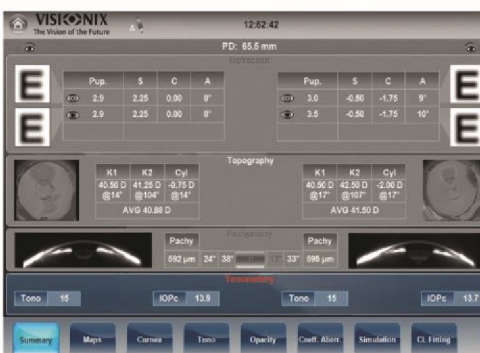 VISIONIX
The Vision of the Future
12:52:42
PD: 65.5 mm
Refraction
Pup. S C A
2.9 2.25 0.00 0°
2.9 2.25 0.00 0°
Pup. S C A
3.0 -0.50 -1.75 9°
3.5 -0.50 -1.75 10°
E
E
E
E
Topography
K1 K2 Cyl
40.50 D 41.25 D -0.75 D
@14° @104° @14°
AVG 40.88 D
K1 K2 Cyl
40.50 D 42.50 D -2.00 D
@17° @107° @17°
AVG 41.50 D
Pachymetry
Pachy
592 µm 24° 38°
Pachy
33° 595 µm
Tonometry
Tono 15 IOPc 13.9
Tono 15 IOPc 13.7
Summary Maps Cornea Tono Opacity Coeff. Aberr. Simulation CL Fitting